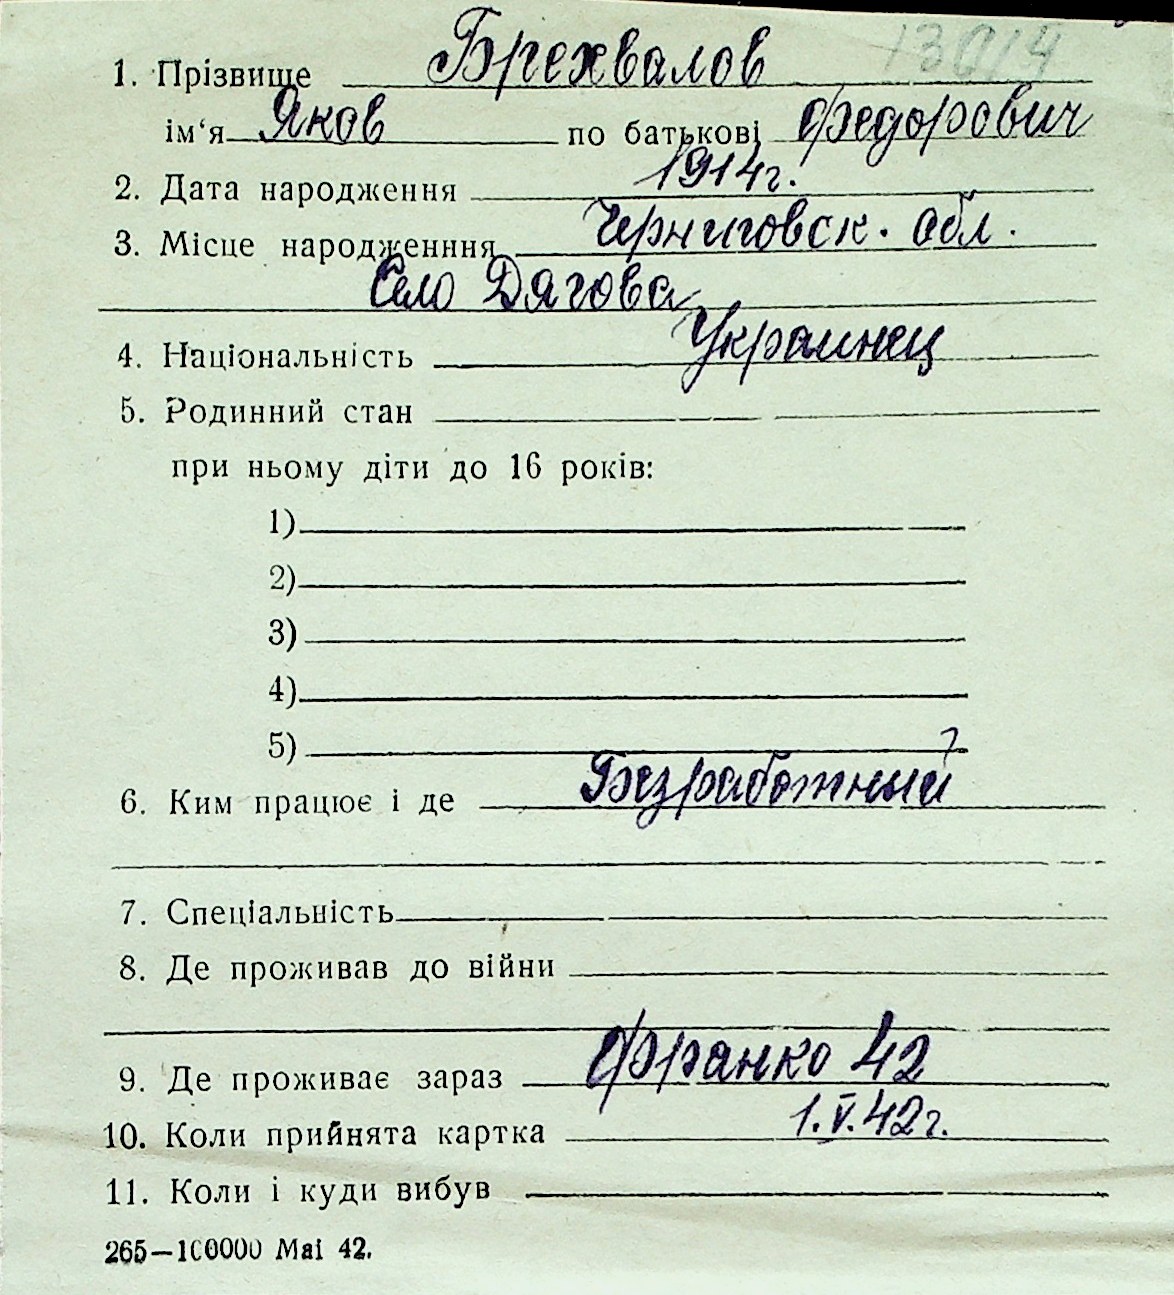 13014
1. Прізвище Брехвалов
ім‘я Яков по батькові Федорович
2. Дата народження 1914 г.
3. Місце народженння Черниговск. обл.
Село Дягова
4. Національність Украинец
5. Родинний стан
при ньому діти до 16 років:
1)
2)
3)
4)
5)
6. Ким працює і де Безработный
7. Спеціальність
8. Де проживав до війни
9. Де проживає зараз Франко 42
10. Коли прийнята картка 1.V.42 г.
11. Коли і куди вибув
265—100000 Mai 42.